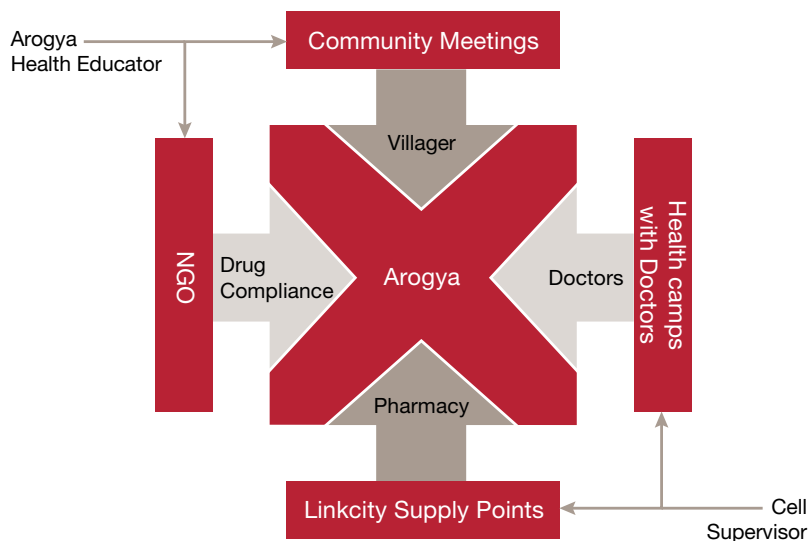 Arogya
Health Educator
Community Meetings
Villager
NGO
Drug
Compliance
Arogya
Doctors
Health camps
with Doctors
Pharmacy
Linkcity Supply Points
Cell
Supervisor